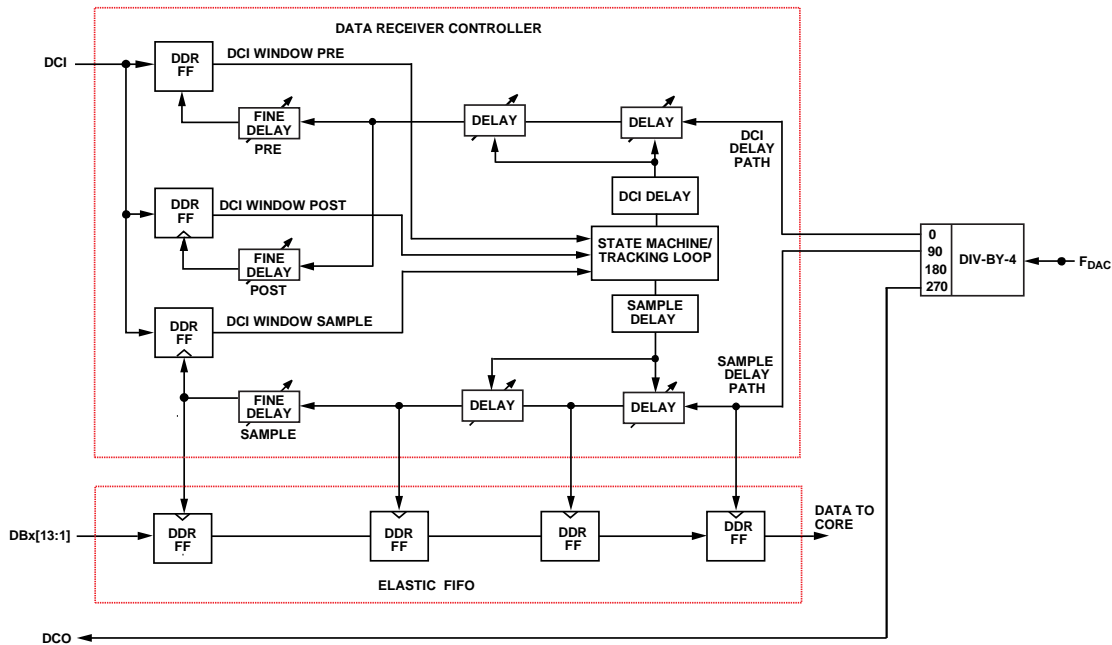 DATA RECEIVER CONTROLLER
DCI
DDR
FF
DCI WINDOW PRE
FINE
DELAY
PRE
DELAY
DELAY
DCI
DELAY
PATH
DCI DELAY
DDR
FF
DCI WINDOW POST
FINE
DELAY
POST
STATE MACHINE/
TRACKING LOOP
0
90
180
270
DIV-BY-4
FDAC
SAMPLE
DELAY
DDR
FF
DCI WINDOW SAMPLE
SAMPLE
DELAY
PATH
FINE
DELAY
SAMPLE
DELAY
DELAY
DBx[13:1]
DDR
FF
DDR
FF
DDR
FF
DDR
FF
DATA TO
CORE
ELASTIC FIFO
DCO